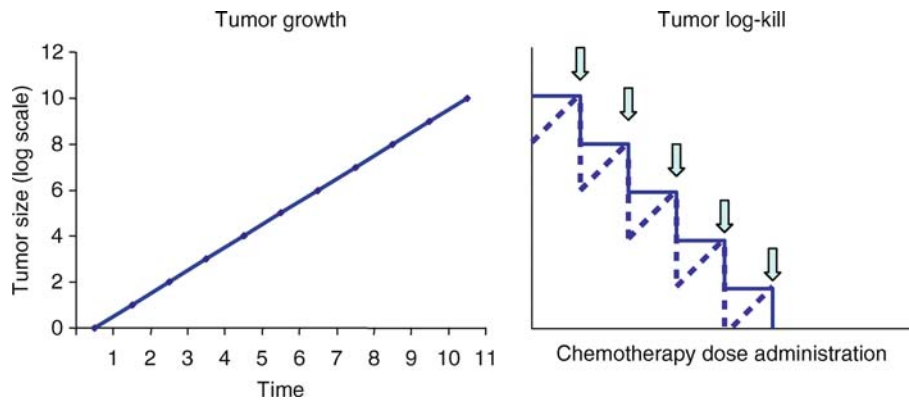 Tumor growth
Tumor size (log scale)
12
10
8
6
4
2
0
1 2 3 4 5 6 7 8 9 10 11
Time
Tumor log-kill
Chemotherapy dose administration